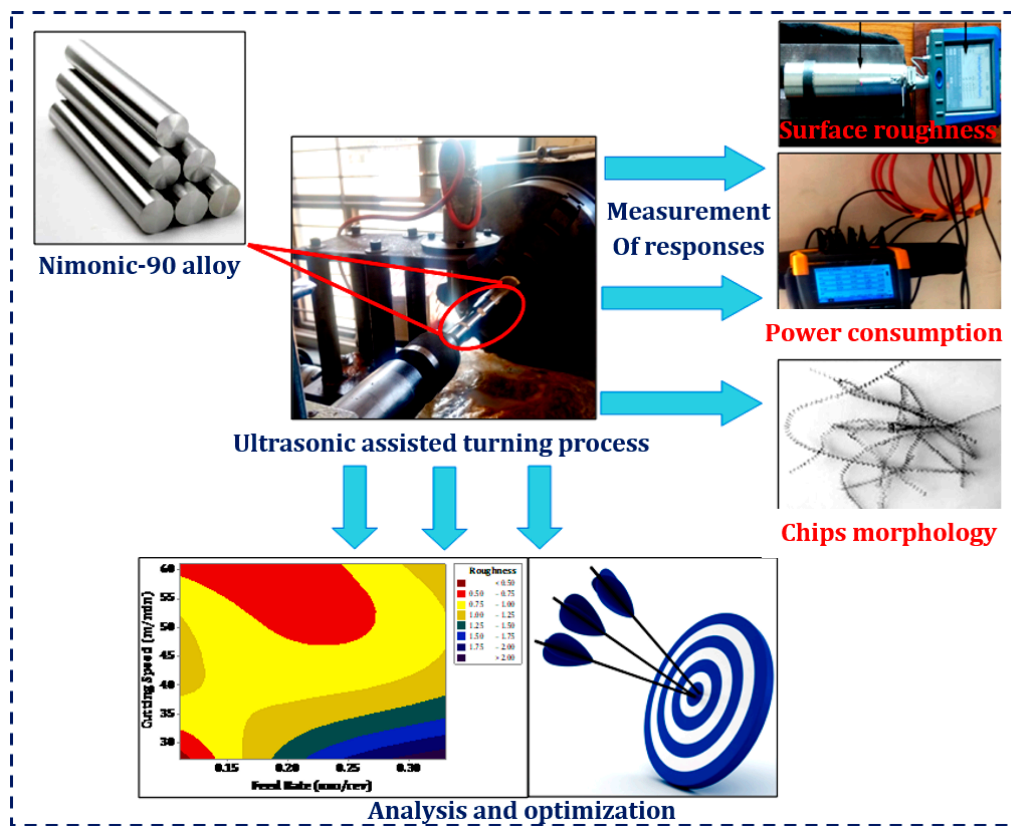 Surface roughness
Nimonic-90 alloy
Measurement
Of responses
Power consumption
Ultrasonic assisted turning process
Chips morphology
Roughness
< 0.50
0.50 – 0.75
0.75 – 1.00
1.00 – 1.25
1.25 – 1.50
1.50 – 1.75
1.75 – 2.00
> 2.00
Cutting Speed (m/min)
60
55
50
45
40
35
30
0.15 0.20 0.25 0.30
Feed Rate (mm/rev)
Analysis and optimization